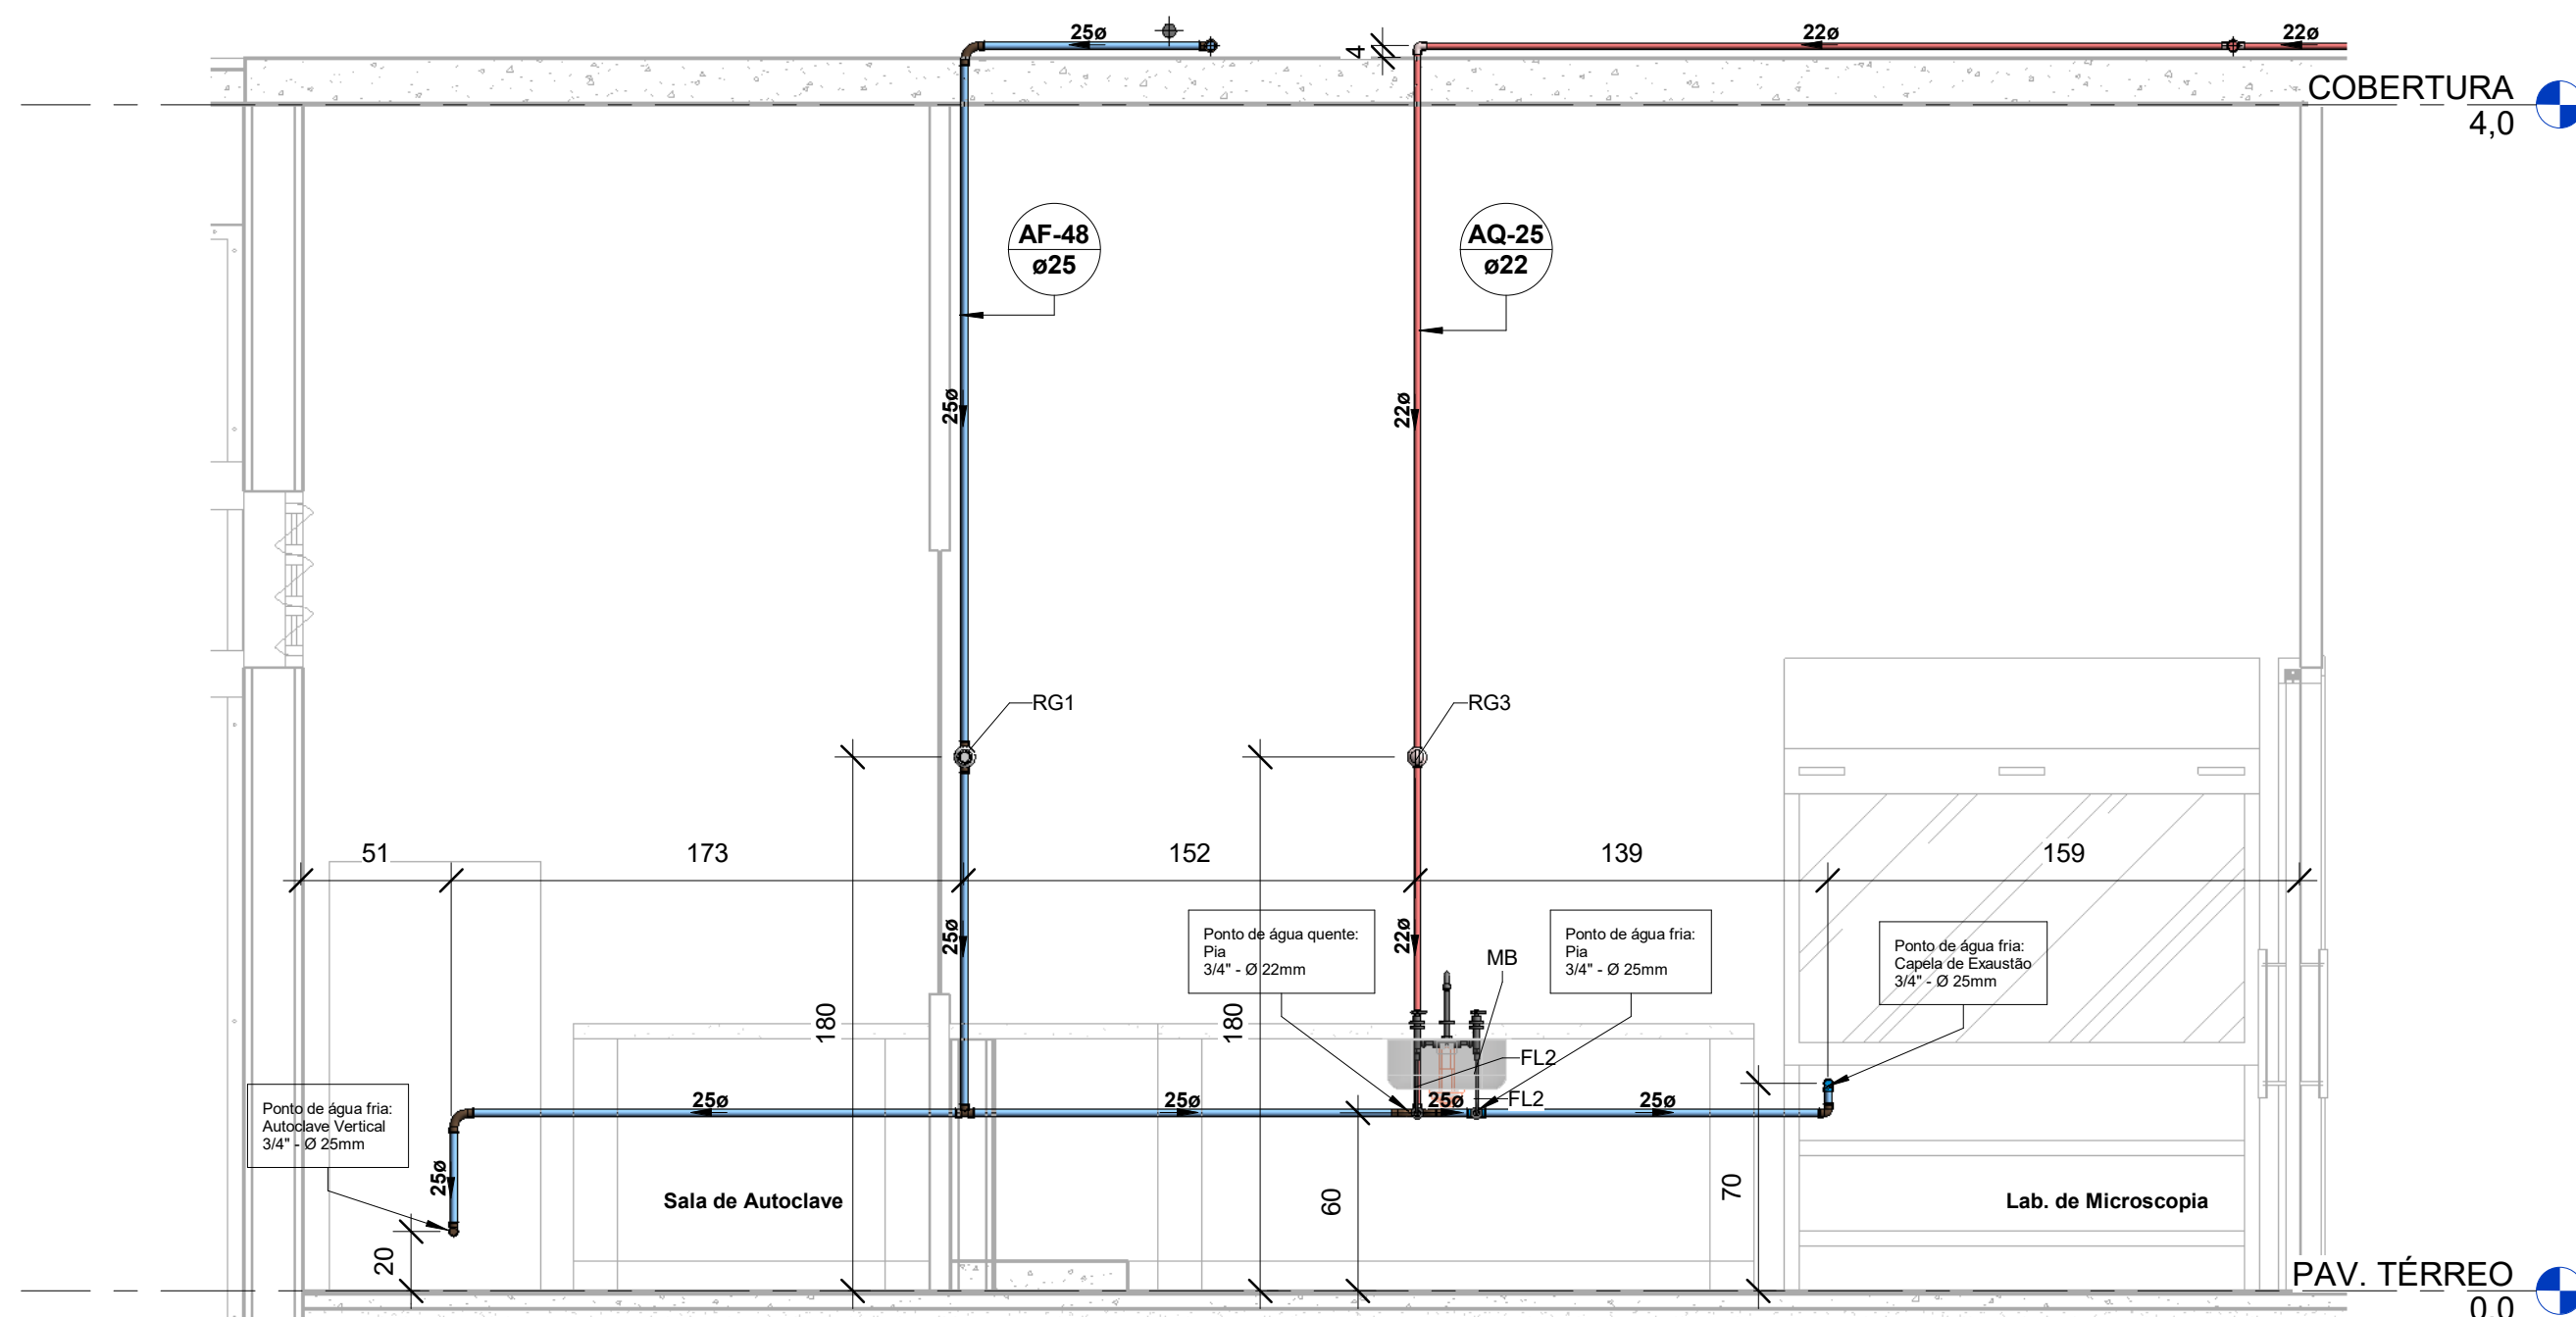 25ø
22ø
22ø
4
COBERTURA
4,0
AF-48
ø25
AQ-25
ø22
25ø
22ø
RG1
RG3
51
173
152
139
159
25ø
22ø
Ponto de água quente:
Pia
3/4" - Ø 22mm
Ponto de água fria:
Pia
3/4" - Ø 25mm
Ponto de água fria:
Capela de Exaustão
3/4" - Ø 25mm
MB
180
180
FL2
FL2
Ponto de água fria:
Autoclave Vertical
3/4" - Ø 25mm
25ø
25ø
25ø
25ø
25ø
Sala de Autoclave
60
70
Lab. de Microscopia
20
PAV. TÉRREO
0,0